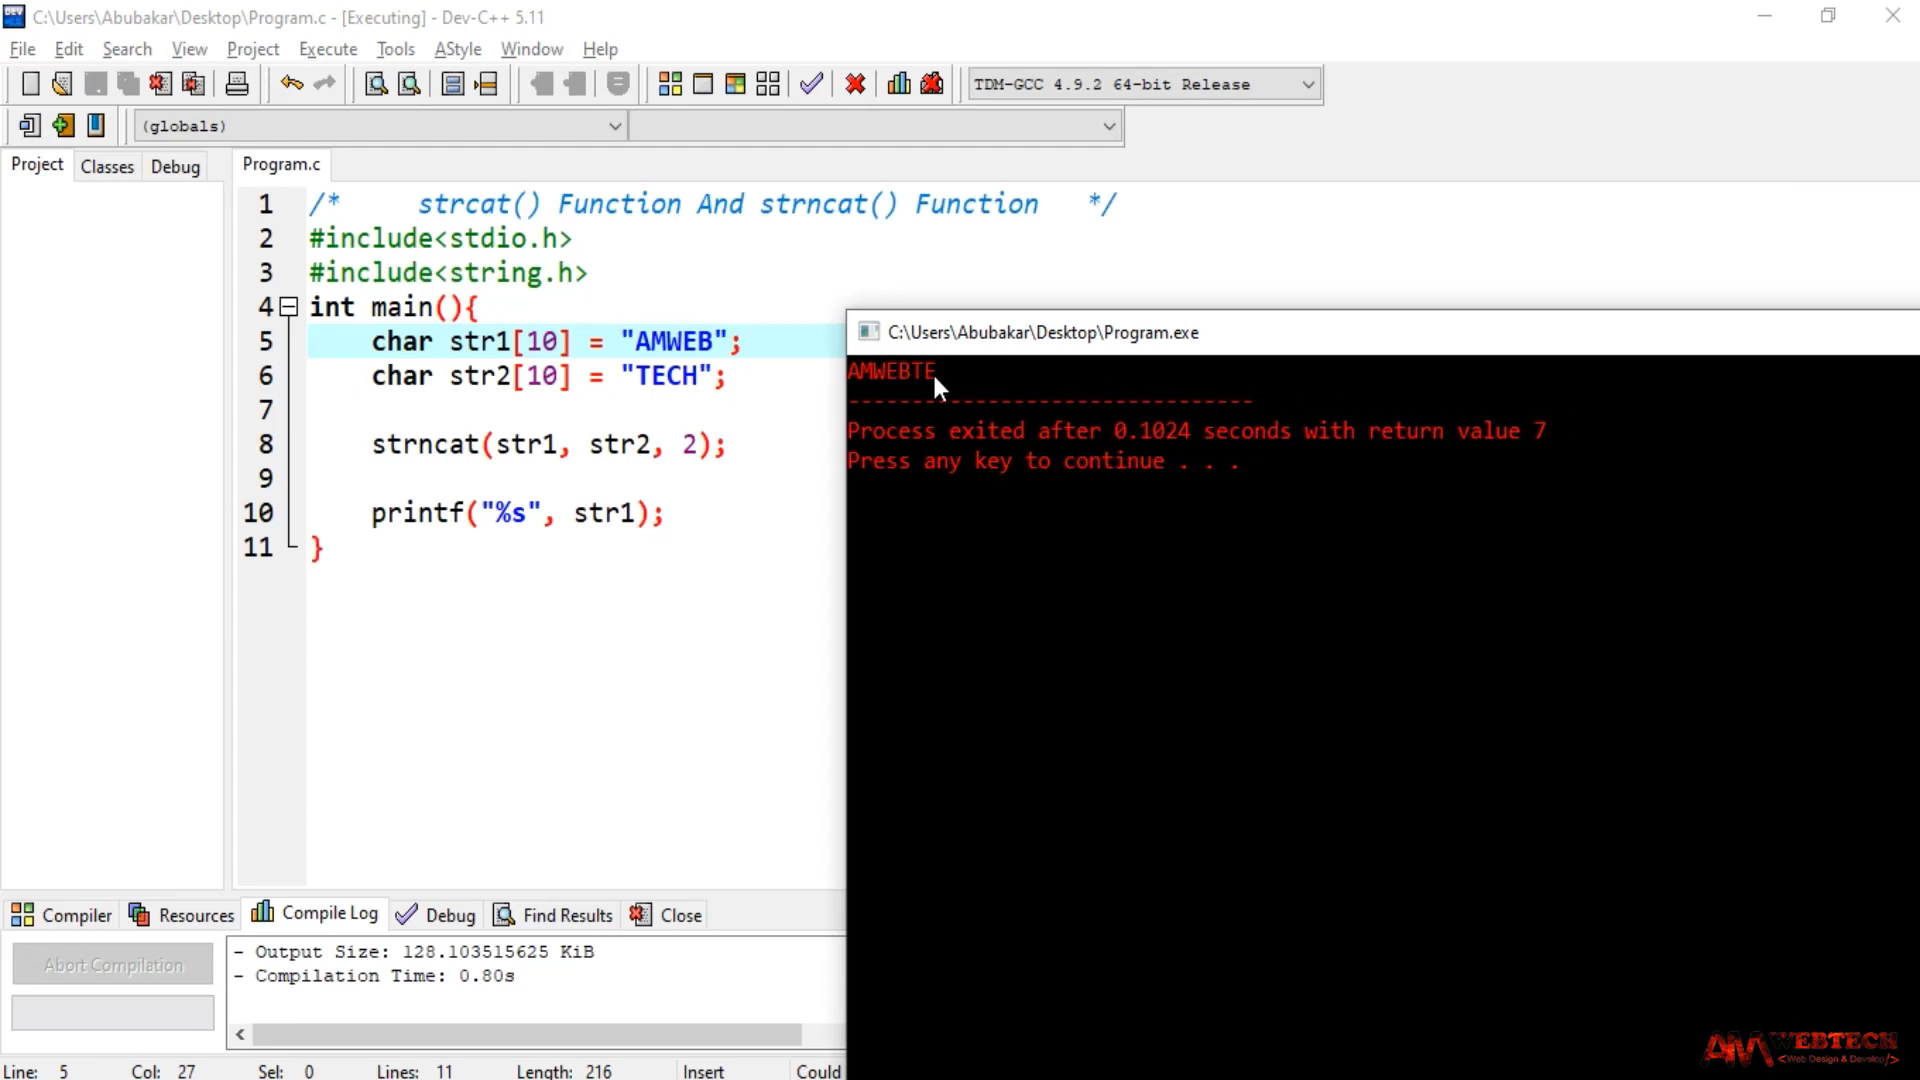 C:\Users\Abubakar\Desktop\Program.c - [Executing] - Dev-C++ 5.11
File Edit Search View Project Execute Tools AStyle Window Help
TDM-GCC 4.9.2 64-bit Release
(globals)
Project Classes Debug
Program.c
1 /* strcat() Function And strncat() Function */
2 #include<stdio.h>
3 #include<string.h>
4 int main(){
5 char str1[10] = "AMWEB";
6 char str2[10] = "TECH";
7
8 strncat(str1, str2, 2);
9
10 printf("%s", str1);
11 }
C:\Users\Abubakar\Desktop\Program.exe
AMWEBTE
--------------------------------
Process exited after 0.1024 seconds with return value 7
Press any key to continue . . .
Compiler Resources Compile Log Debug Find Results Close
Abort Compilation
- Output Size: 128.103515625 KiB
- Compilation Time: 0.80s
Line: 5 Col: 27 Sel: 0 Lines: 11 Length: 216 Insert Could
AMWEBTECH
<Web Design & Develop/>